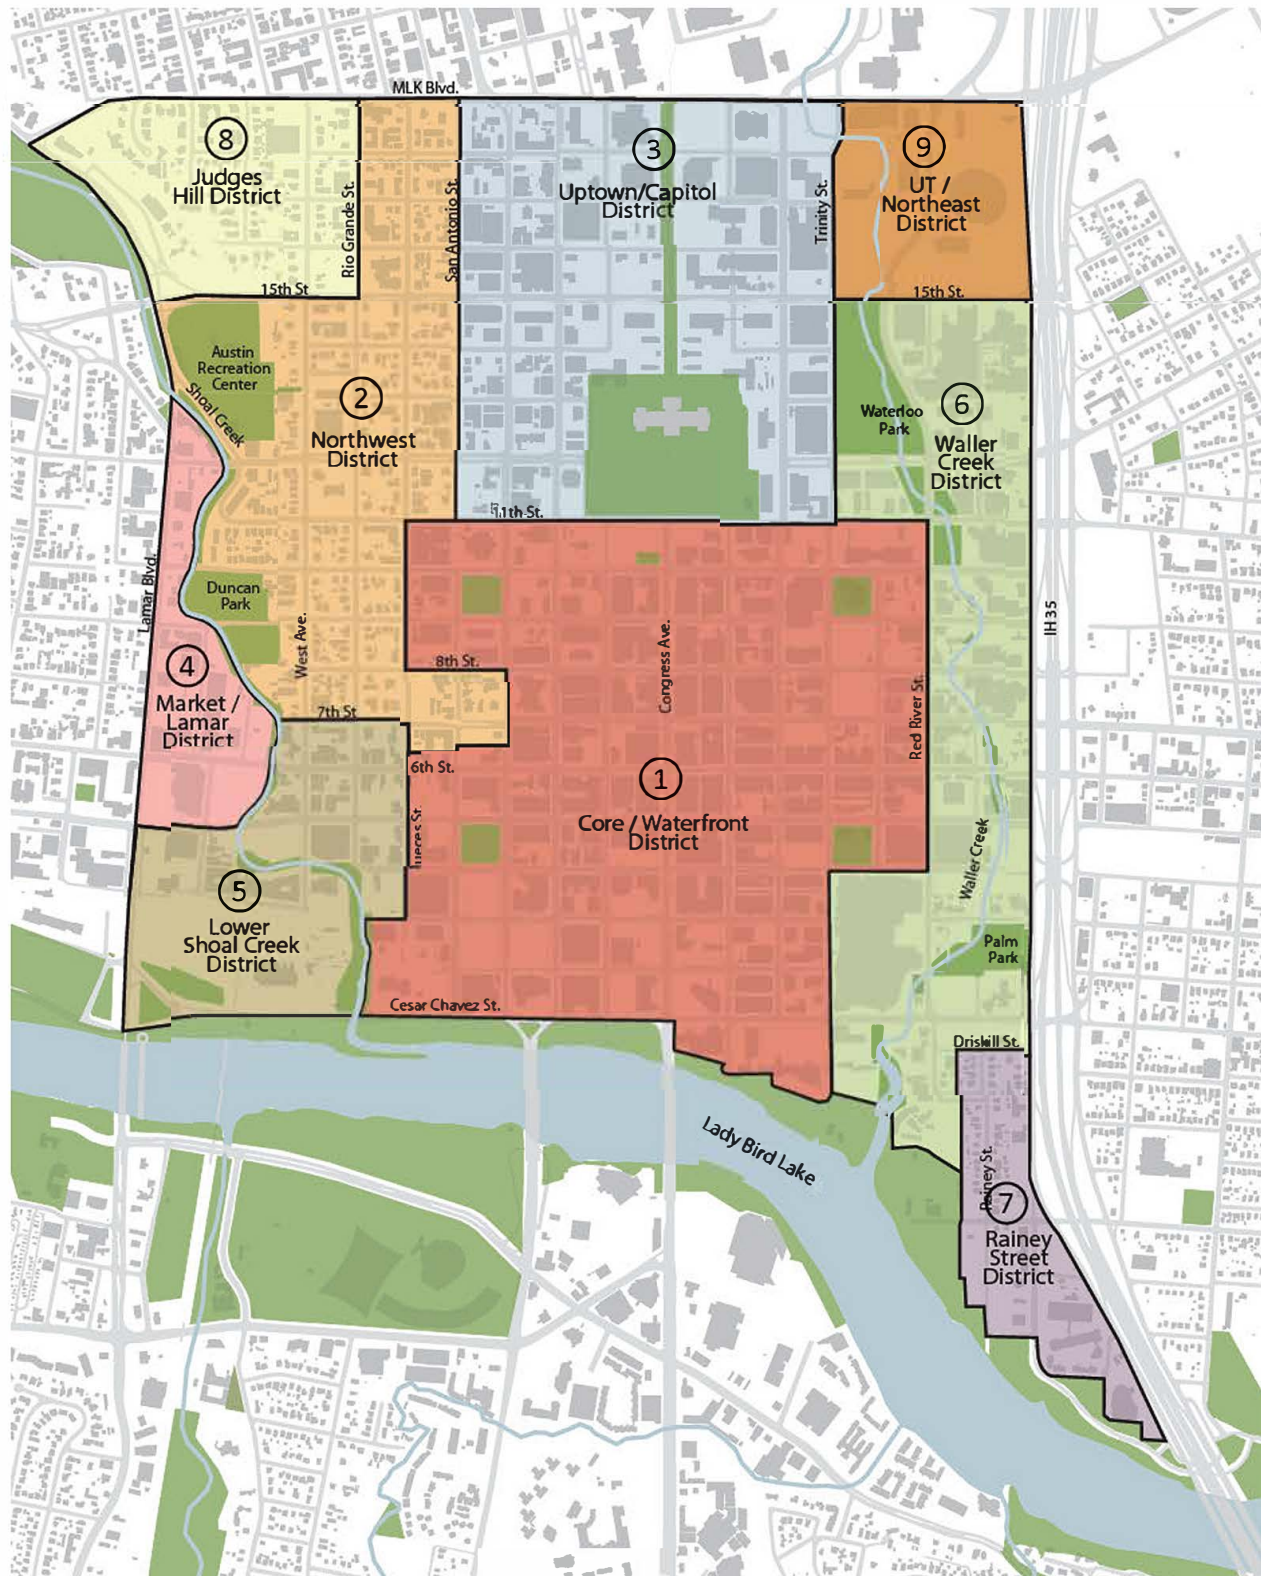 MLK Blvd.
8
Judges
Hill District
Rio Grande St.
San Antonio St.
3
Uptown/Capitol
District
Trinity St.
9
UT /
Northeast
District
15th St
15th St.
Austin
Recreation
Center
Shoal Creek
2
Northwest
District
Waterloo
Park
6
Waller
Creek
District
11th St.
Lamar Blvd.
Duncan
Park
West Ave.
IH 35
8th St.
Congress Ave.
Red River St.
4
Market /
Lamar
District
7th St
6th St.
1
Core / Waterfront
District
Waller Creek
5
Lower
Shoal Creek
District
Palm
Park
Cesar Chavez St.
Driskill St.
Lady Bird Lake
Rainey St.
7
Rainey
Street
District